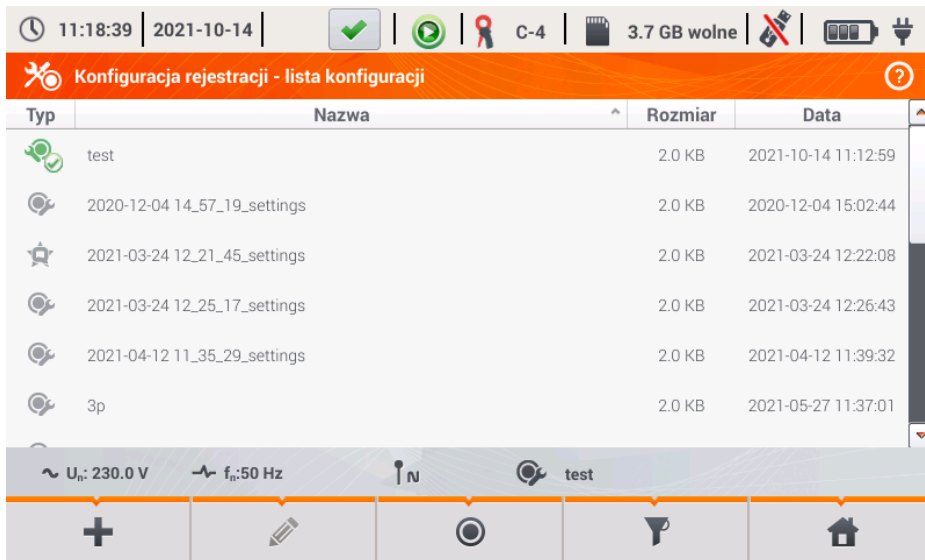 11:18:39 2021-10-14 C-4 3.7 GB wolne
Konfiguracja rejestracji - lista konfiguracji ?
Typ Nazwa Rozmiar Data
test 2.0 KB 2021-10-14 11:12:59
2020-12-04 14_57_19_settings 2.0 KB 2020-12-04 15:02:44
2021-03-24 12_21_45_settings 2.0 KB 2021-03-24 12:22:08
2021-03-24 12_25_17_settings 2.0 KB 2021-03-24 12:26:43
2021-04-12 11_35_29_settings 2.0 KB 2021-04-12 11:39:32
3p 2.0 KB 2021-05-27 11:37:01
Un: 230.0 V fn:50 Hz N test